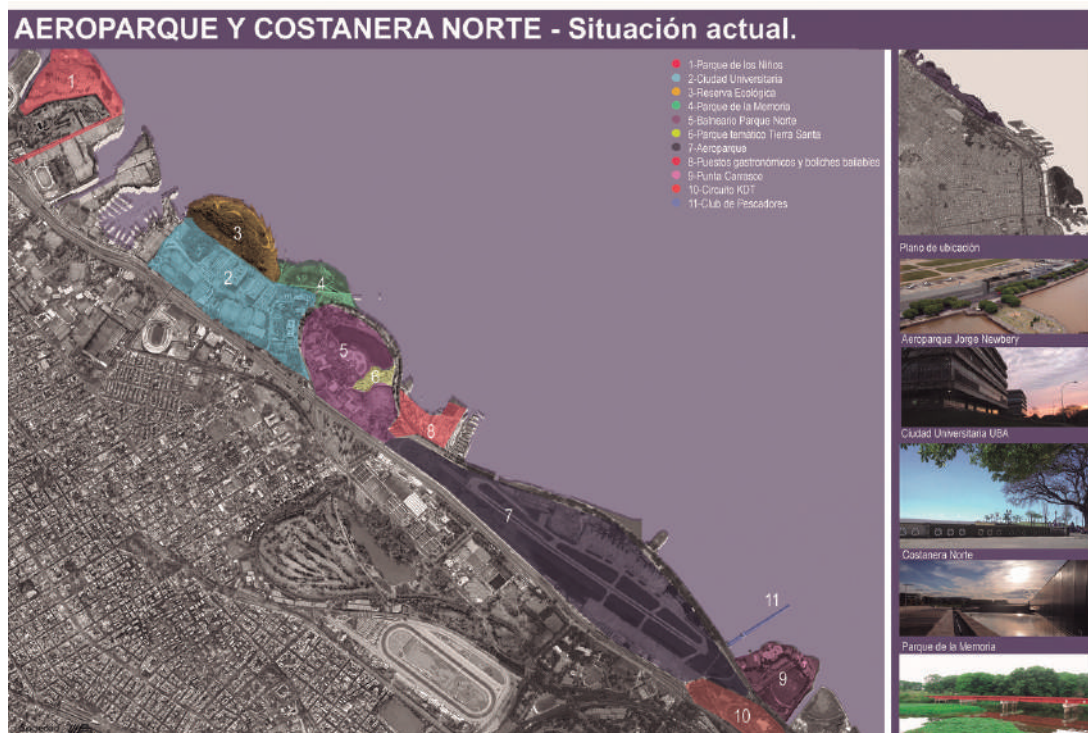 AEROPARQUE Y COSTANERA NORTE - Situación actual.
1-Parque de los Niños
2-Ciudad Universitaria
3-Reserva Ecológica
4-Parque de la Memoria
5-Balneario Parque Norte
6-Parque temático Tierra Santa
7-Aeroparque
8-Puestos gastronómicos y boliches bailables
9-Punta Carrasco
10-Circuito KDT
11-Club de Pescadores
1
3
2
4
5
6
8
7
11
9
10
Plano de ubicación
Aeroparque Jorge Newbery
Ciudad Universitaria UBA
Costanera Norte
Parque de la Memoria